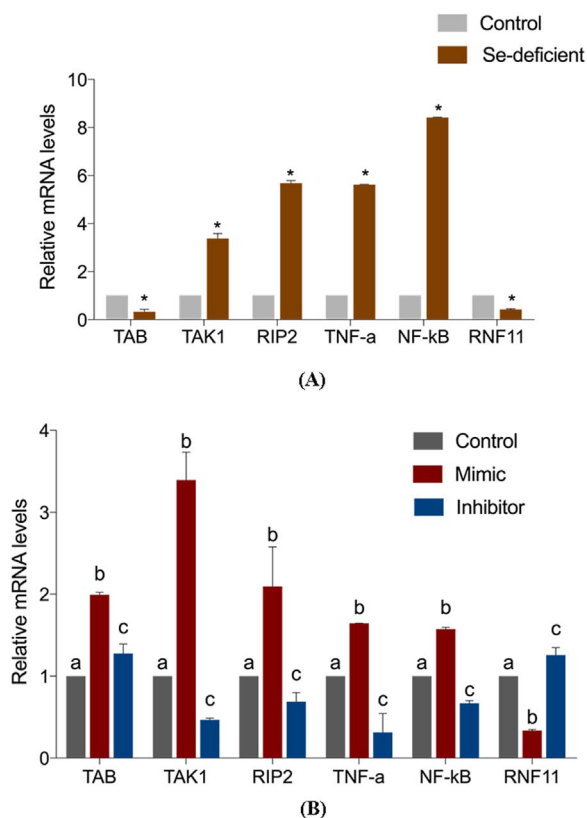 Control
Se-deficient
Relative mRNA levels
10
8
6
4
2
0
* * * * * *
TAB TAK1 RIP2 TNF-a NF-kB RNF11
(A)
Control
Mimic
Inhibitor
Relative mRNA levels
4
3
2
1
0
a b c a b c a b c a b c a b c a b c
TAB TAK1 RIP2 TNF-a NF-kB RNF11
(B)